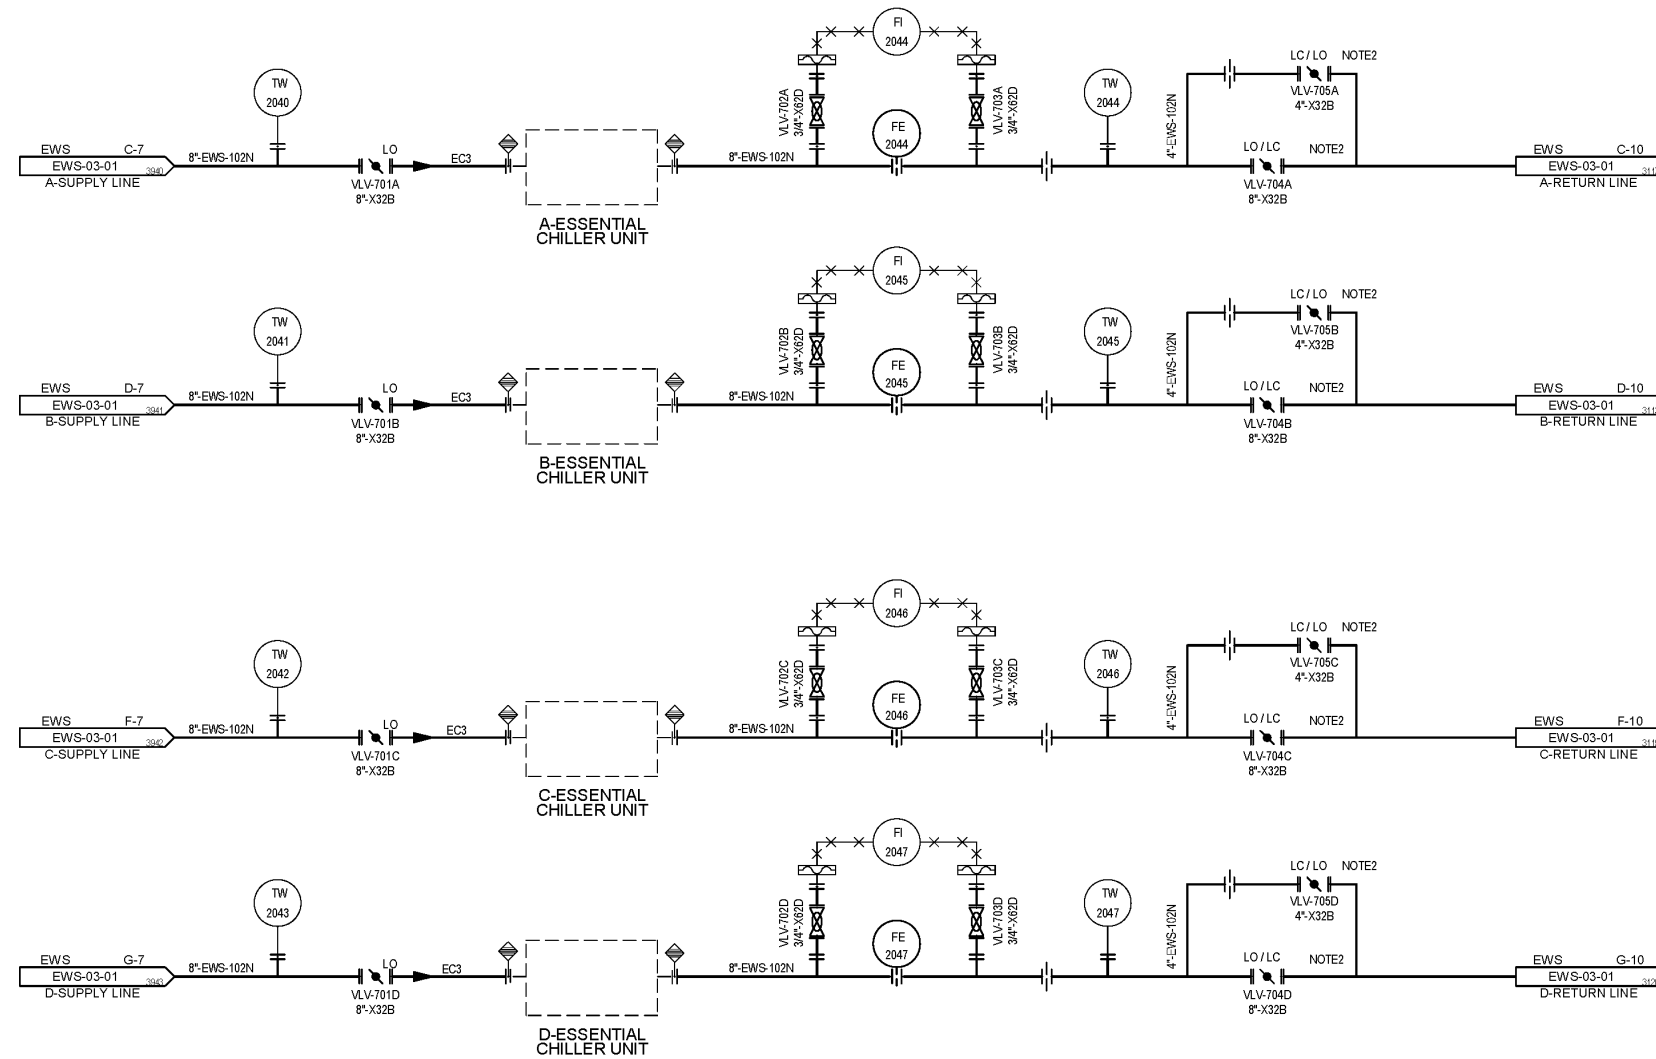 FI
2044
TW
2040
VLV-702A
3/4"-X62D
VLV-703A
3/4"-X62D
FE
2044
TW
2044
4"-EWS-102N
LC / LO NOTE2
VLV-705A
4"-X32B
EWS C-7
EWS-03-01
3940
A-SUPPLY LINE
8"-EWS-102N
LO
VLV-701A
8"-X32B
EC3
A-ESSENTIAL
CHILLER UNIT
8"-EWS-102N
LO / LC NOTE2
VLV-704A
8"-X32B
EWS C-10
EWS-03-01
A-RETURN LINE
FI
2045
TW
2041
VLV-702B
3/4"-X62D
VLV-703B
3/4"-X62D
FE
2045
TW
2045
4"-EWS-102N
LC / LO NOTE2
VLV-705B
4"-X32B
EWS D-7
EWS-03-01
3941
B-SUPPLY LINE
8"-EWS-102N
LO
VLV-701B
8"-X32B
EC3
B-ESSENTIAL
CHILLER UNIT
8"-EWS-102N
LO / LC NOTE2
VLV-704B
8"-X32B
EWS D-10
EWS-03-01
B-RETURN LINE
FI
2046
TW
2042
VLV-702C
3/4"-X62D
VLV-703C
3/4"-X62D
FE
2046
TW
2046
4"-EWS-102N
LC / LO NOTE2
VLV-705C
4"-X32B
EWS F-7
EWS-03-01
3942
C-SUPPLY LINE
8"-EWS-102N
LO
VLV-701C
8"-X32B
EC3
C-ESSENTIAL
CHILLER UNIT
8"-EWS-102N
LO / LC NOTE2
VLV-704C
8"-X32B
EWS F-10
EWS-03-01
C-RETURN LINE
FI
2047
TW
2043
VLV-702D
3/4"-X62D
VLV-703D
3/4"-X62D
FE
2047
TW
2047
4"-EWS-102N
LC / LO NOTE2
VLV-705D
4"-X32B
EWS G-7
EWS-03-01
3943
D-SUPPLY LINE
8"-EWS-102N
LO
VLV-701D
8"-X32B
EC3
D-ESSENTIAL
CHILLER UNIT
8"-EWS-102N
LO / LC NOTE2
VLV-704D
8"-X32B
EWS G-10
EWS-03-01
D-RETURN LINE